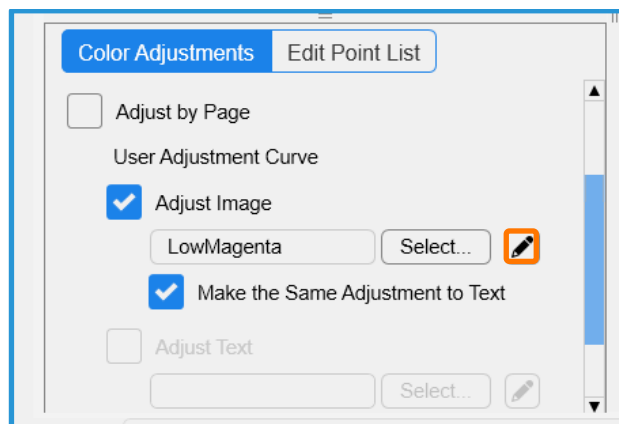 Color Adjustments Edit Point List
Adjust by Page
User Adjustment Curve
Adjust Image
LowMagenta Select...
Make the Same Adjustment to Text
Adjust Text
Select...